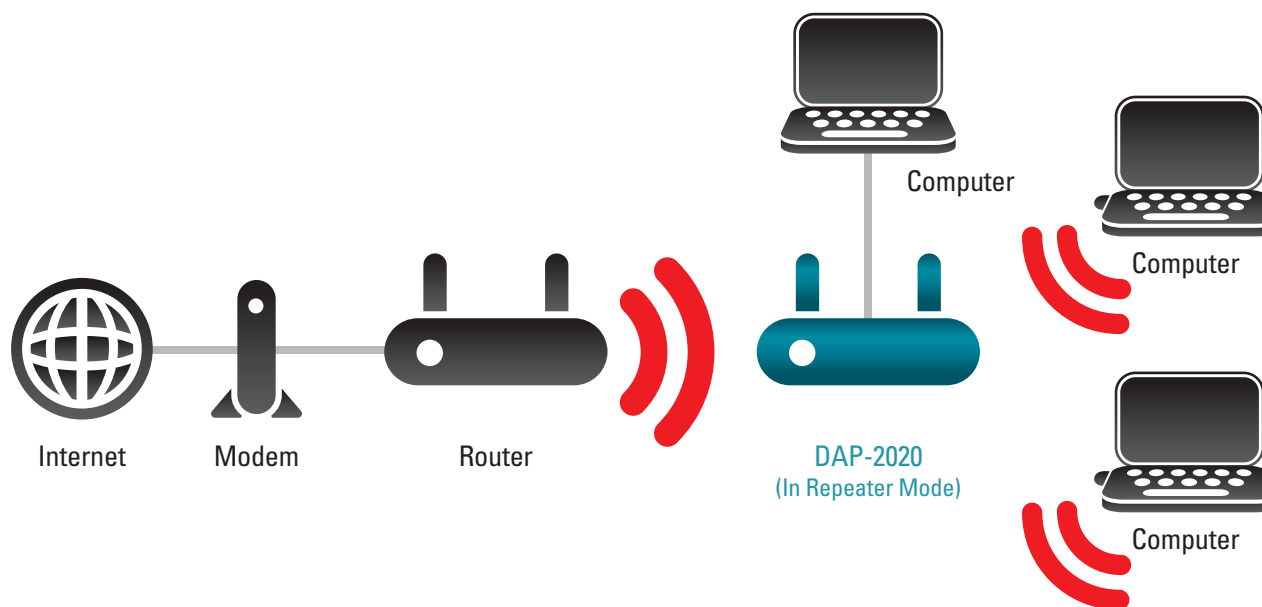 Computer
Computer
Internet
Modem
Router
DAP-2020
(In Repeater Mode)
Computer